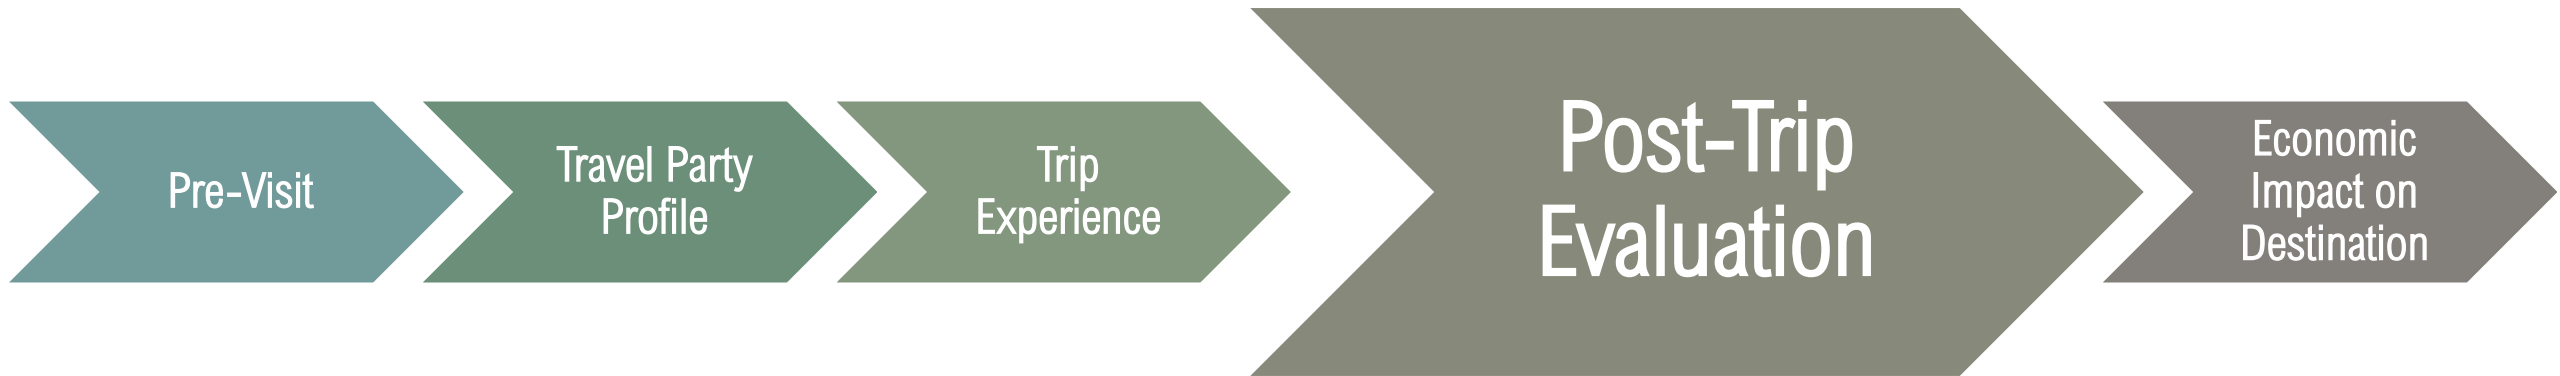 Pre-Visit
Travel Party
Profile
Trip
Experience
Post-Trip
Evaluation
Economic
Impact on
Destination